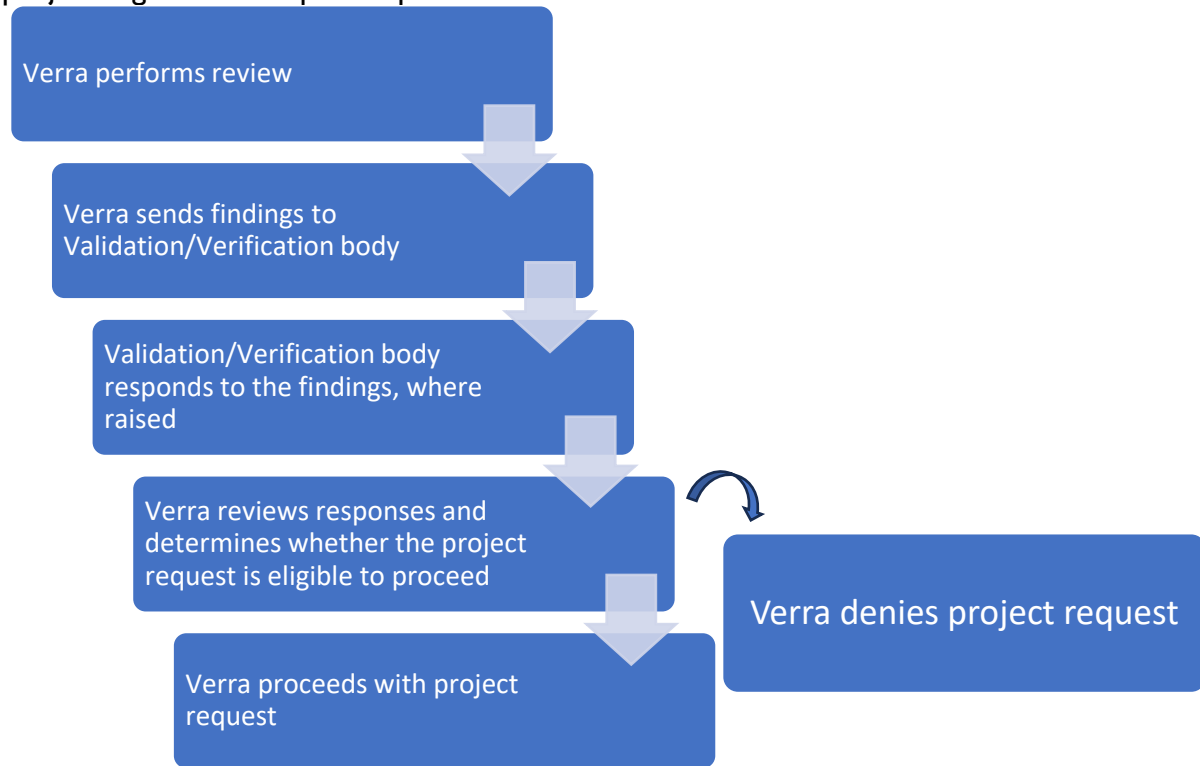 Verra performs review
Verra sends findings to
Validation/Verification body
Validation/Verification body
responds to the findings, where
raised
Verra reviews responses and
determines whether the project
request is eligible to proceed
Verra denies project request
Verra proceeds with project
request